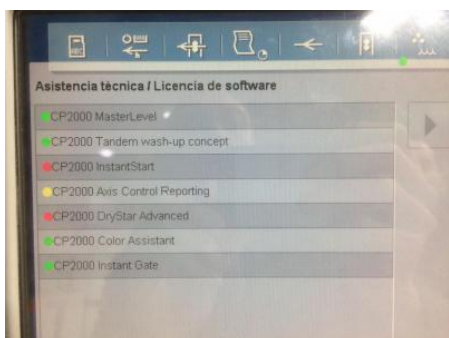 Asistencia tècnica / Licencia de software
CP2000 MasterLevel
CP2000 Tandem wash-up concept
CP2000 InstantStart
CP2000 Axis Control Reporting
CP2000 DryStar Advanced
CP2000 Color Assistant
CP2000 Instant Gate